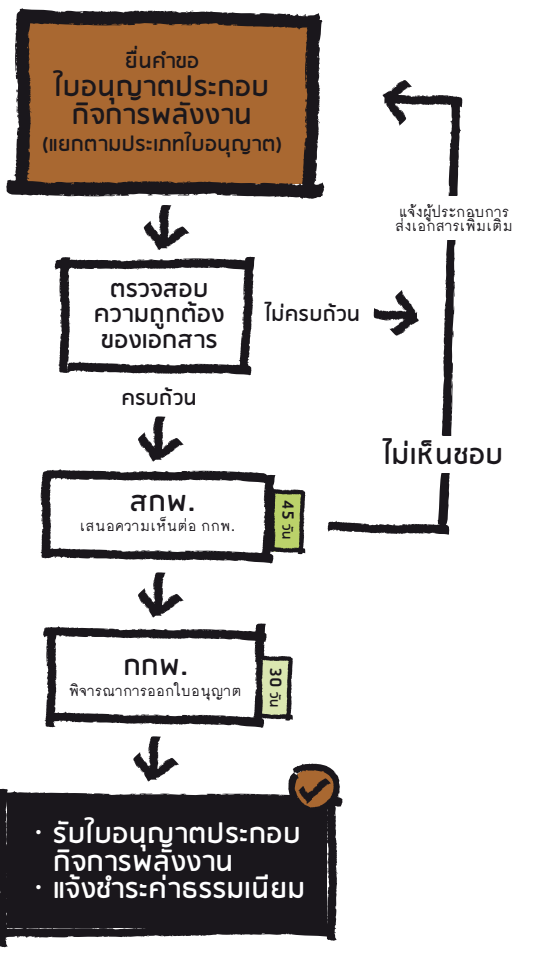 ยื่นคำขอ
ใบอนุญาตประกอบ
กิจการพลังงาน
(แยกตามประเภทใบอนุญาต)
แจ้งผู้ประกอบการ
ส่งเอกสารเพิ่มเติม
ตรวจสอบ
ความถูกต้อง
ของเอกสาร
ไม่ครบถ้วน
ครบถ้วน
ไม่เห็นชอบ
สกพ.
เสนอความเห็นต่อ กกพ.
45 วัน
กกพ.
พิจารณาการออกใบอนุญาต
30 วัน
· รับใบอนุญาตประกอบ
กิจการพลังงาน
· แจ้งชำระค่าธรรมเนียม